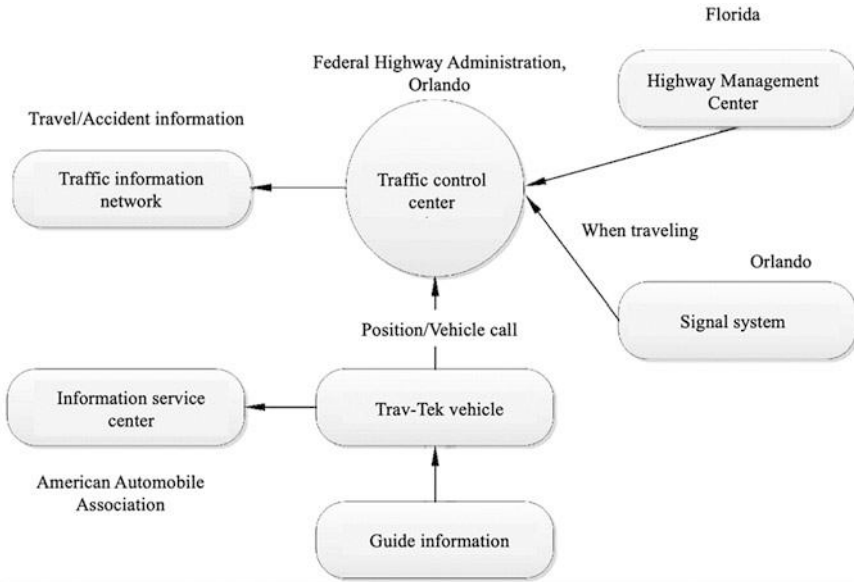 Florida
Federal Highway Administration,
Orlando
Highway Management
Center
Travel/Accident information
Traffic information
network
Traffic control
center
When traveling
Orlando
Signal system
Position/Vehicle call
Information service
center
Trav-Tek vehicle
American Automobile
Association
Guide information